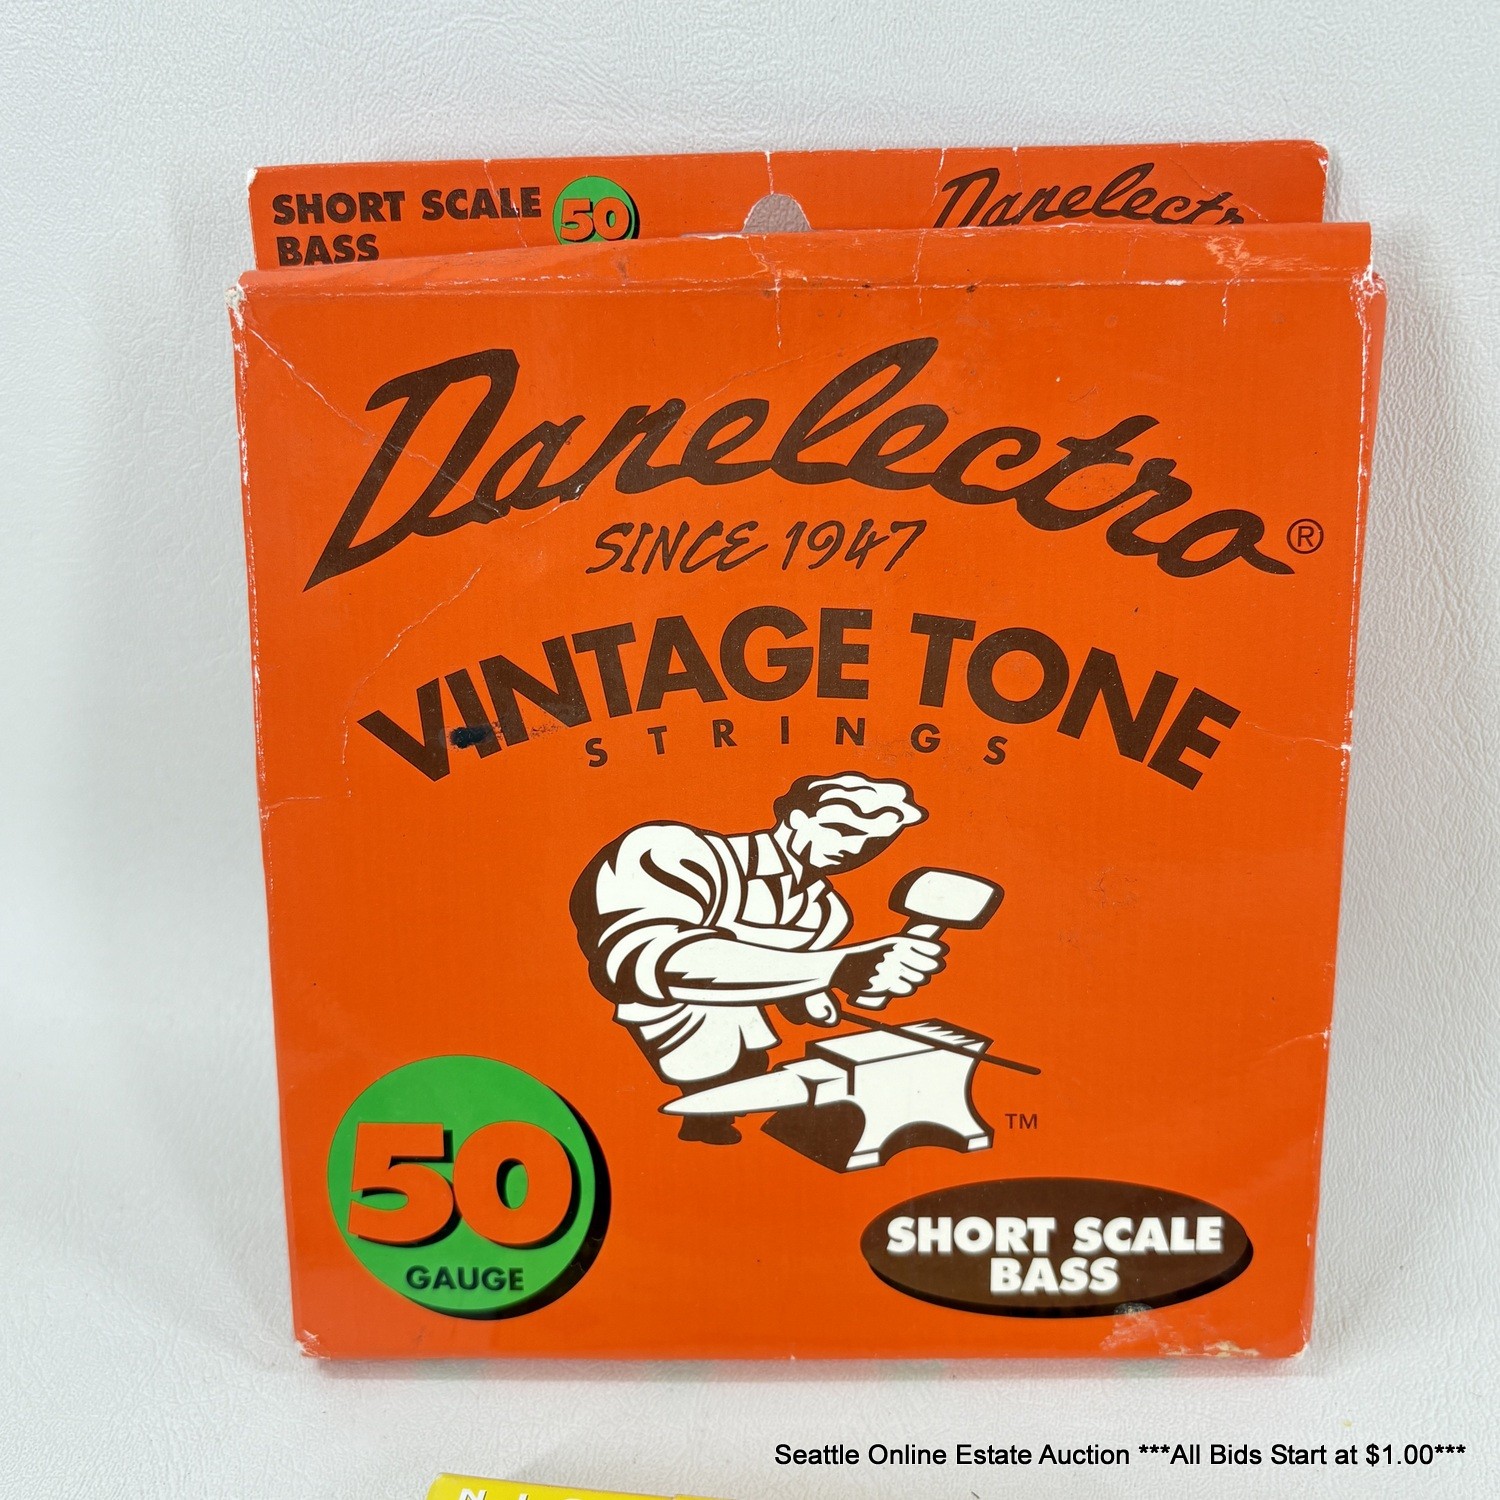 SHORT SCALE 50 Danelectro
BASS
Danelectro®
SINCE 1947
VINTAGE TONE
STRINGS
TM
50
GAUGE
SHORT SCALE
BASS
Seattle Online Estate Auction ***All Bids Start at $1.00***